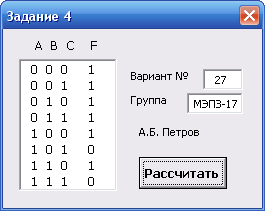 Задание 4
A B C F
0 0 0 1
0 0 1 1
0 1 0 1
0 1 1 1
1 0 0 1
1 0 1 0
1 1 0 1
1 1 1 0
Вариант № 27
Группа МЭПЗ-17
А.Б. Петров
Рассчитать